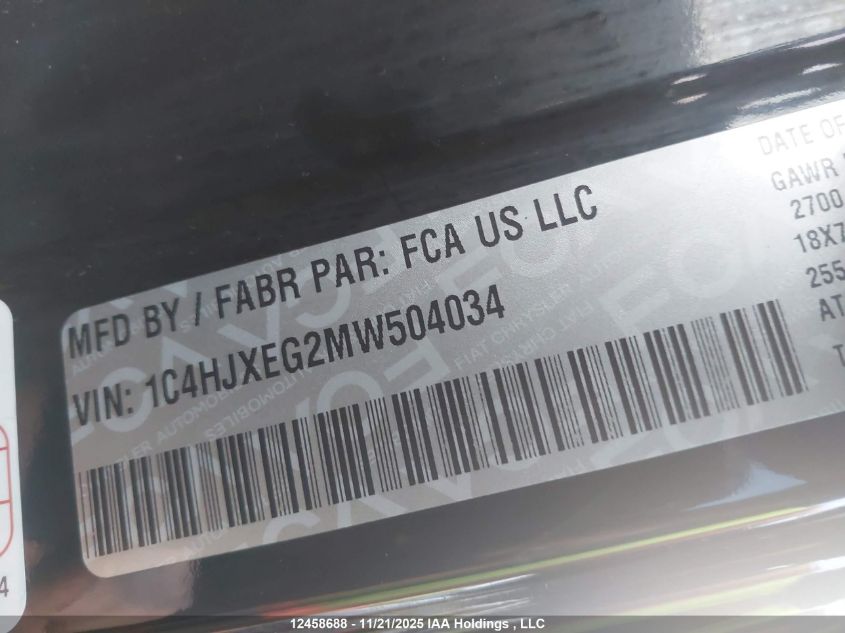 MFD BY / FABR PAR: FCA US LLC
VIN: 1C4HJXEG2MW504034
DATE OF
GAWR
2700
18X7
255
AT
T
4
12458688 - 11/21/2025 IAA Holdings , LLC